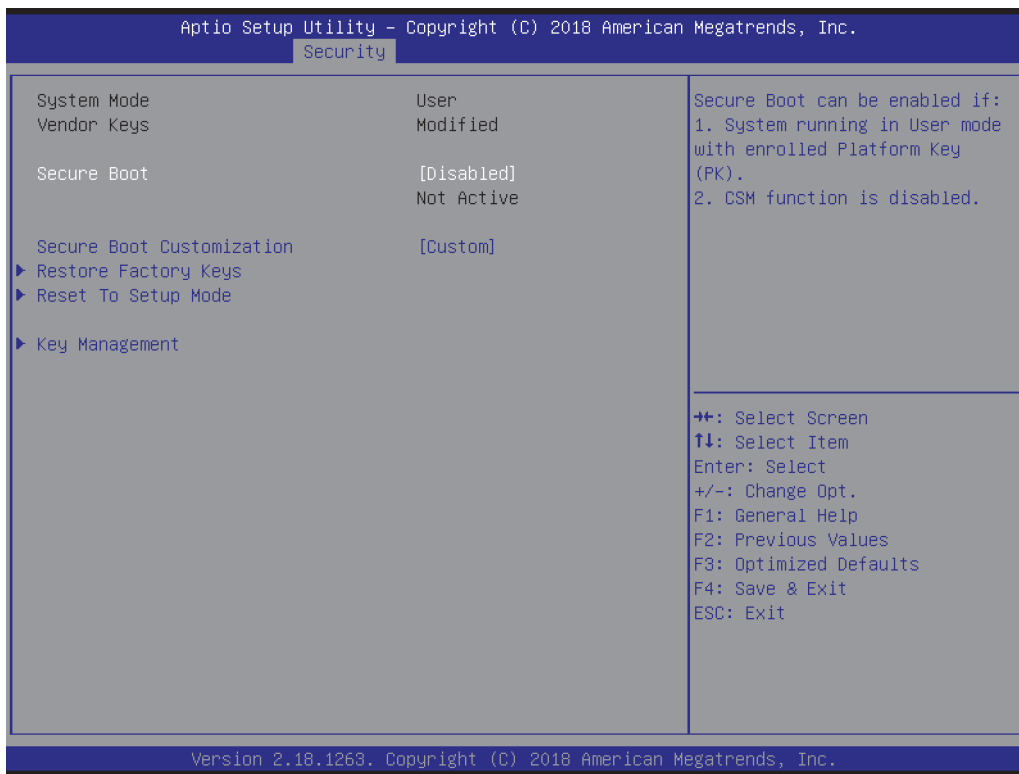 Aptio Setup Utility – Copyright (C) 2018 American Megatrends, Inc.
Security
System Mode User
Vendor Keys Modified
Secure Boot [Disabled]
Not Active
Secure Boot Customization [Custom]
Restore Factory Keys
Reset To Setup Mode
Key Management
Secure Boot can be enabled if:
1. System running in User mode
with enrolled Platform Key
(PK).
2. CSM function is disabled.
→←: Select Screen
↑↓: Select Item
Enter: Select
+/-: Change Opt.
F1: General Help
F2: Previous Values
F3: Optimized Defaults
F4: Save & Exit
ESC: Exit
Version 2.18.1263. Copyright (C) 2018 American Megatrends, Inc.